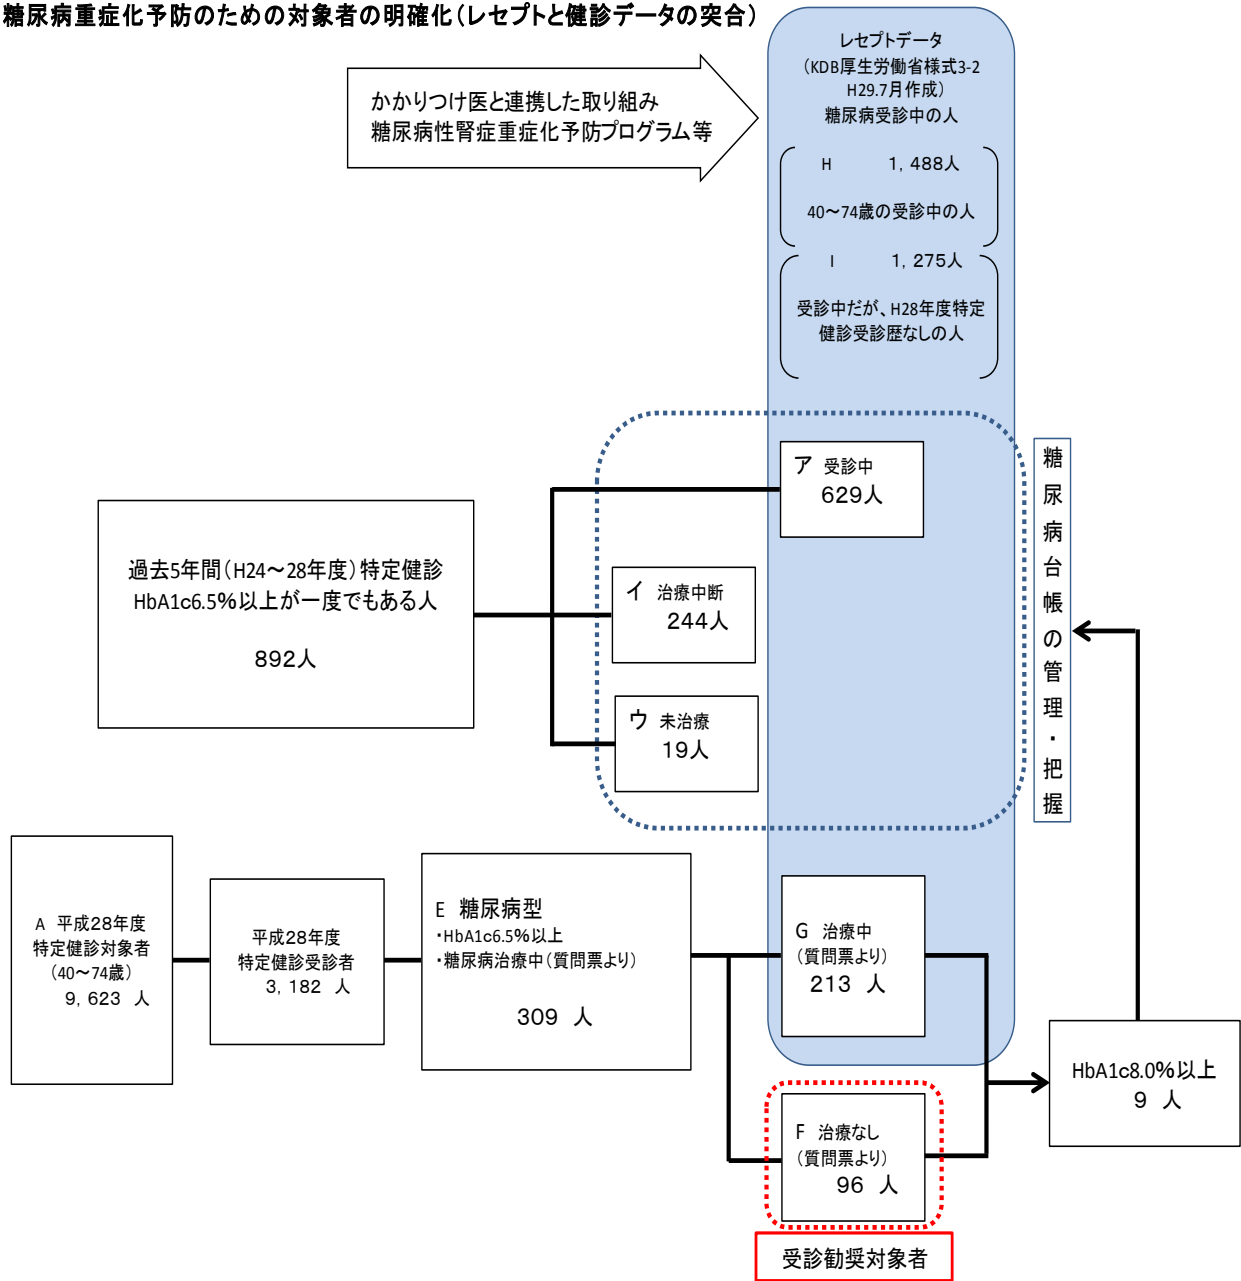 糖尿病重症化予防のための対象者の明確化（レセプトと健診データの突合）
レセプトデータ
（KDB厚生労働省様式3-2
H29.7月作成）
糖尿病受診中の人
かかりつけ医と連携した取り組み
糖尿病性腎症重症化予防プログラム等
H 1,488人
40～74歳の受診中の人
I 1,275人
受診中だが、H28年度特定
健診受診歴なしの人
ア 受診中
629人
過去5年間（H24～28年度）特定健診
HbA1c6.5％以上が一度でもある人
892人
イ 治療中断
244人
ウ 未治療
19人
糖尿病台帳の管理・把握
A 平成28年度
特定健診対象者
（40～74歳）
9,623 人
平成28年度
特定健診受診者
3,182 人
E 糖尿病型
・HbA1c6.5％以上
・糖尿病治療中（質問票より）
309 人
G 治療中
（質問票より）
213 人
F 治療なし
（質問票より）
96 人
HbA1c8.0％以上
9 人
受診勧奨対象者